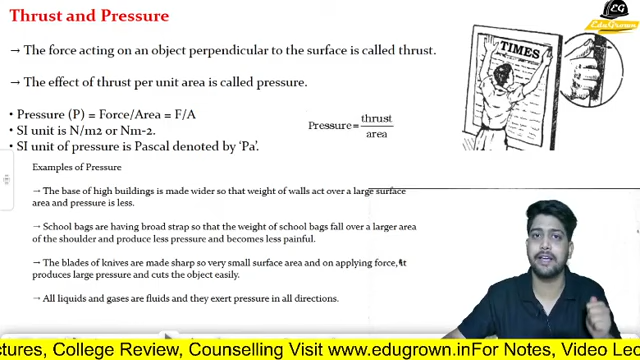 Thrust and Pressure
EG
EduGrown
→ The force acting on an object perpendicular to the surface is called thrust.
→ The effect of thrust per unit area is called pressure.
• Pressure (P) = Force/Area = F/A
• SI unit is N/m2 or Nm-2.
• SI unit of pressure is Pascal denoted by ‘Pa’.
Pressure = thrust
area
TIMES
Examples of Pressure
→ The base of high buildings is made wider so that weight of walls act over a large surface
area and pressure is less.
→ School bags are having broad strap so that the weight of school bags fall over a larger area
of the shoulder and produce less pressure and becomes less painful.
→ The blades of knives are made sharp so very small surface area and on applying force, it
produces large pressure and cuts the object easily.
→ All liquids and gases are fluids and they exert pressure in all directions.
ctures, College Review, Counselling Visit www.edugrown.inFor Notes, Video Lec